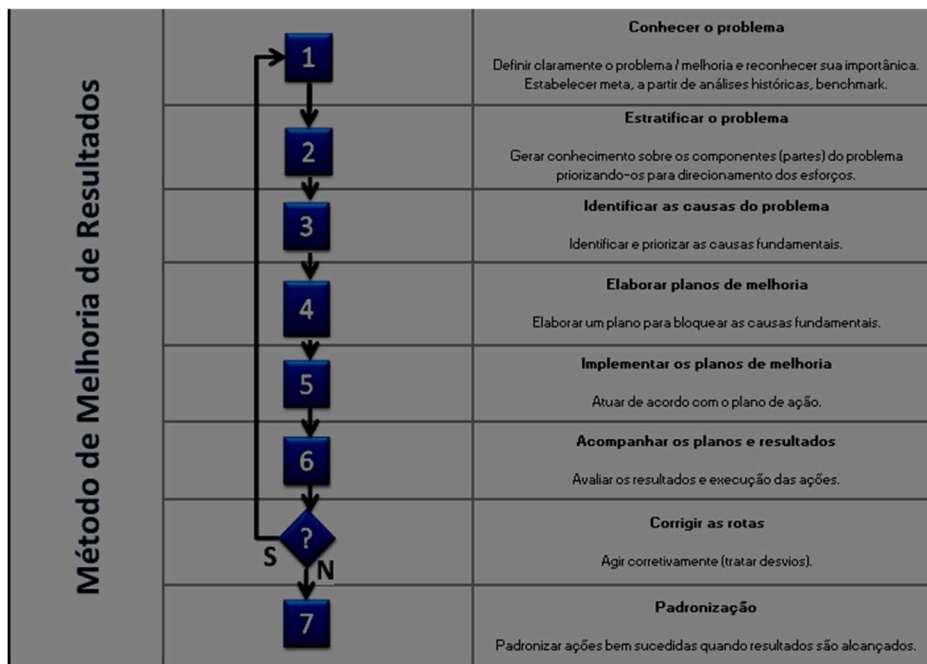 Método de Melhoria de Resultados
1
Conhecer o problema
Definir claramente o problema / melhoria e reconhecer sua importânica.
Estabelecer meta, a partir de análises históricas, benchmark.
2
Estratificar o problema
Gerar conhecimento sobre os componentes (partes) do problema
priorizando-os para direcionamento dos esforços.
3
Identificar as causas do problema
Identificar e priorizar as causas fundamentais.
4
Elaborar planos de melhoria
Elaborar um plano para bloquear as causas fundamentais.
5
Implementar os planos de melhoria
Atuar de acordo com o plano de ação.
6
Acompanhar os planos e resultados
Avaliar os resultados e execução das ações.
?
S
N
Corrigir as rotas
Agir corretivamente (tratar desvios).
7
Padronização
Padronizar ações bem sucedidas quando resultados são alcançados.